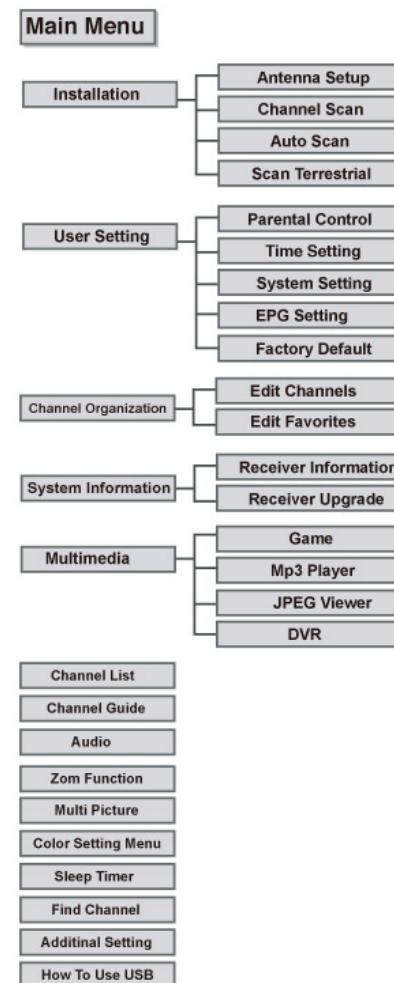 Main Menu
Installation
Antenna Setup
Channel Scan
Auto Scan
Scan Terrestrial
User Setting
Parental Control
Time Setting
System Setting
EPG Setting
Factory Default
Channel Organization
Edit Channels
Edit Favorites
System Information
Receiver Information
Receiver Upgrade
Multimedia
Game
Mp3 Player
JPEG Viewer
DVR
Channel List
Channel Guide
Audio
Zom Function
Multi Picture
Color Setting Menu
Sleep Timer
Find Channel
Additinal Setting
How To Use USB